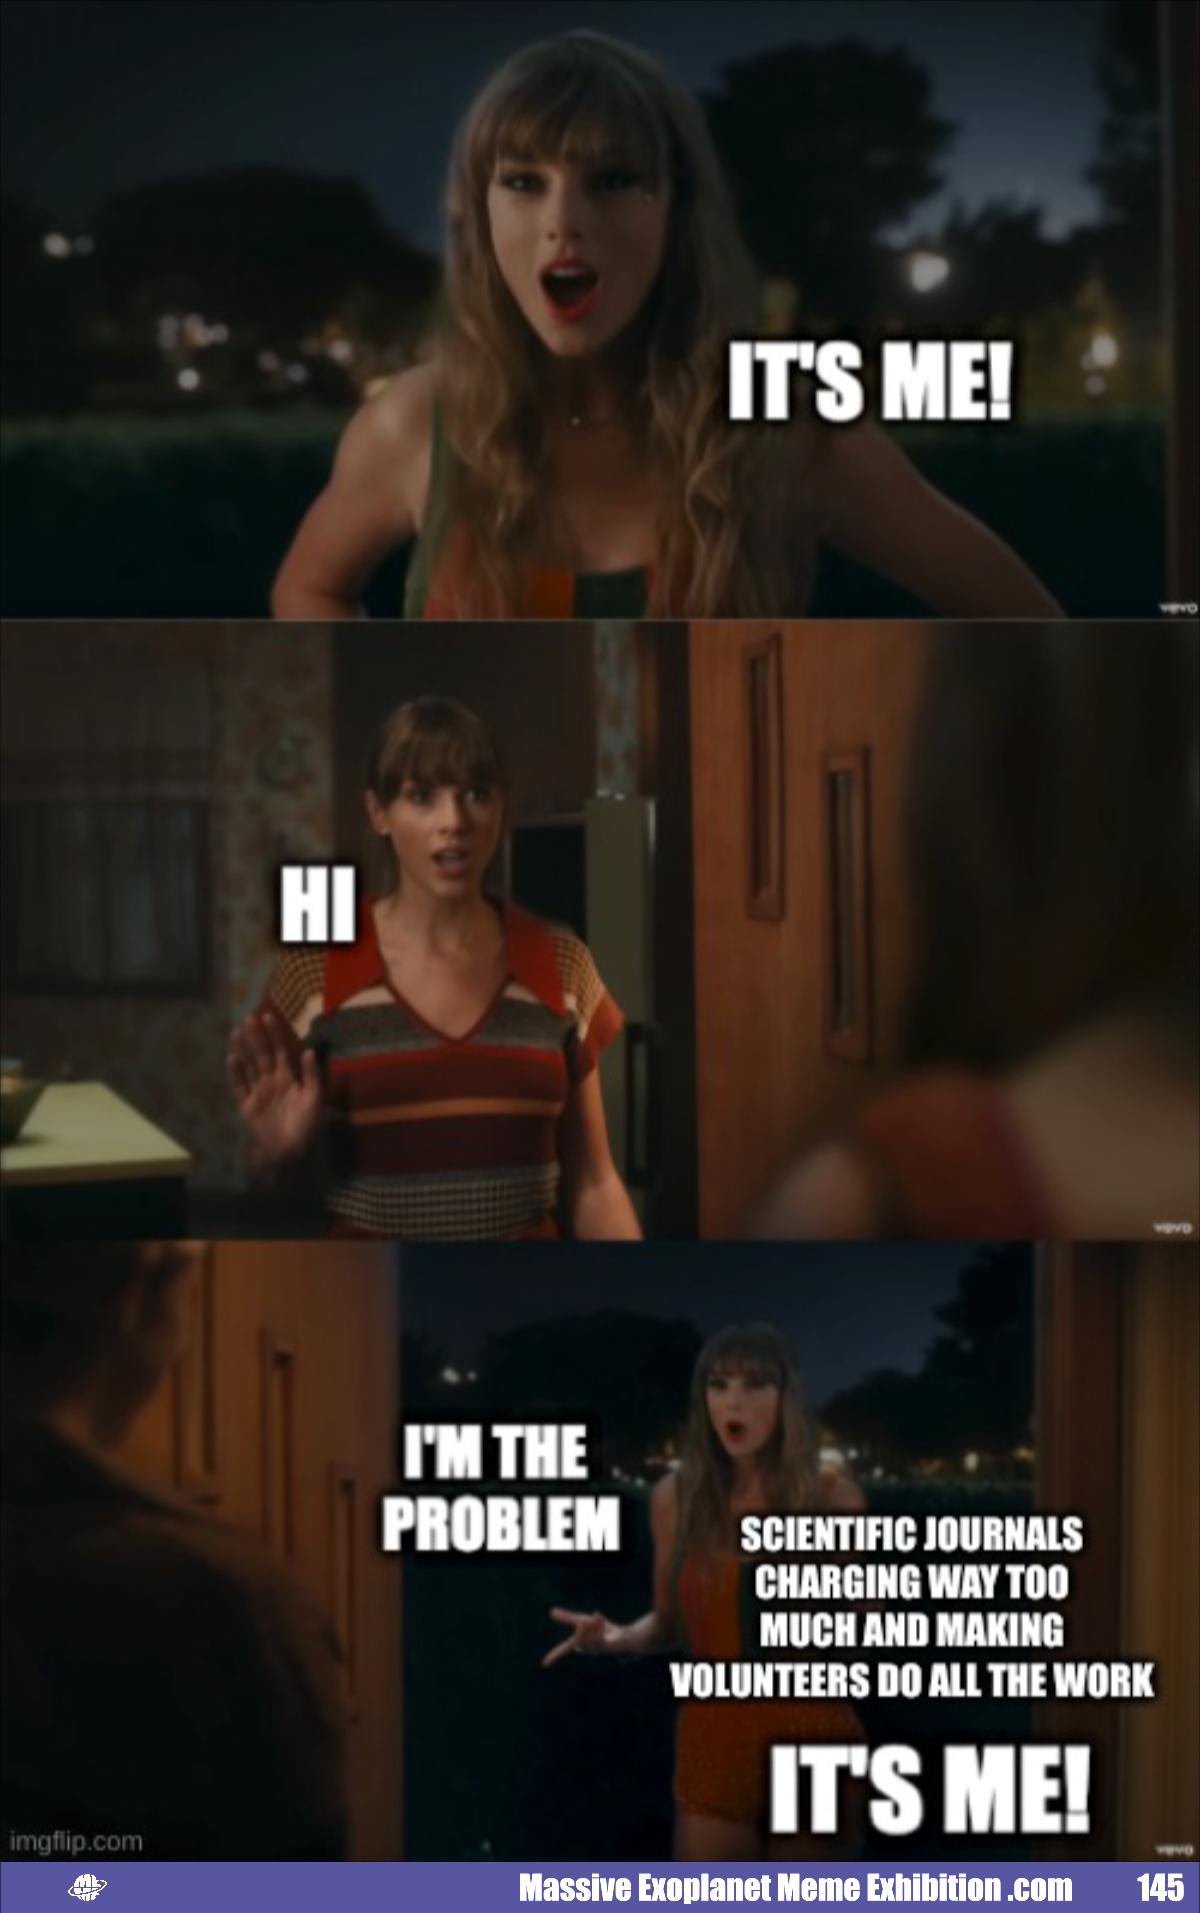 IT'S ME!
vevo
HI
vevo
I'M THE
PROBLEM
SCIENTIFIC JOURNALS
CHARGING WAY TOO
MUCH AND MAKING
VOLUNTEERS DO ALL THE WORK
IT'S ME!
imgflip.com
vevo
Massive Exoplanet Meme Exhibition .com 145